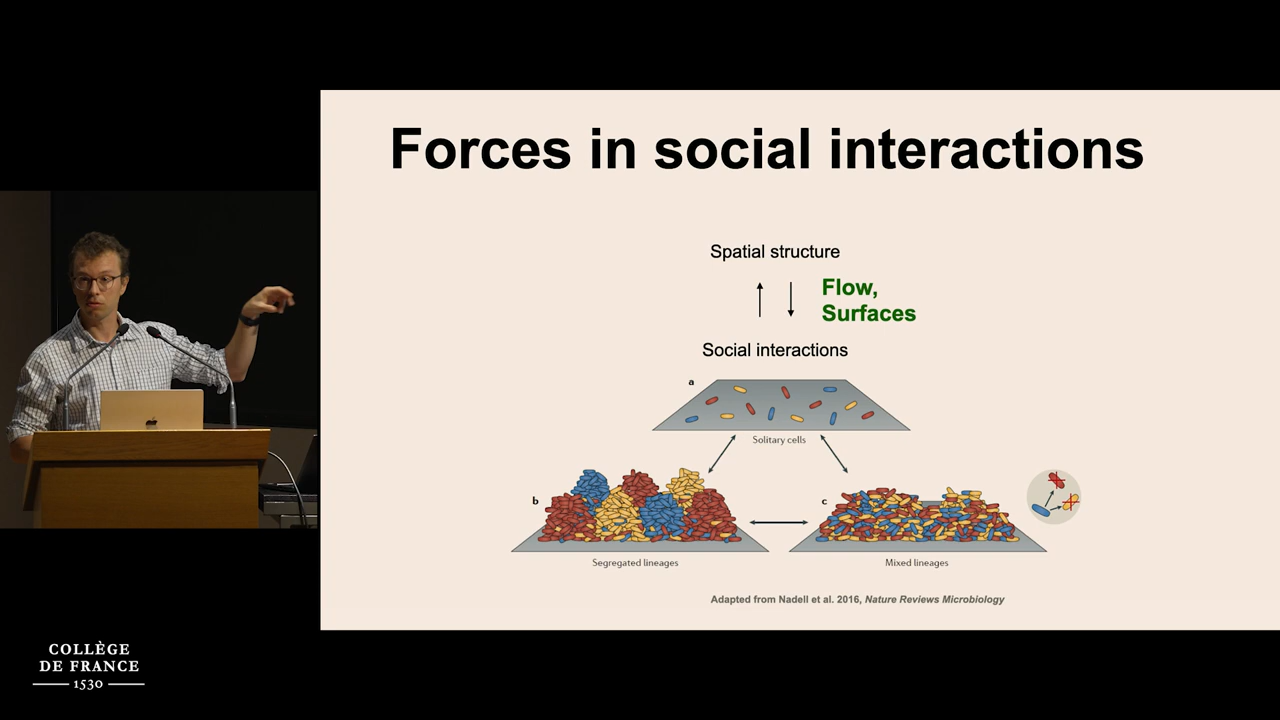 Forces in social interactions
Spatial structure
Flow,
Surfaces
Social interactions
a
Solitary cells
b
c
Segregated lineages
Mixed lineages
Adapted from Nadell et al. 2016, Nature Reviews Microbiology
COLLÈGE
DE FRANCE
1530